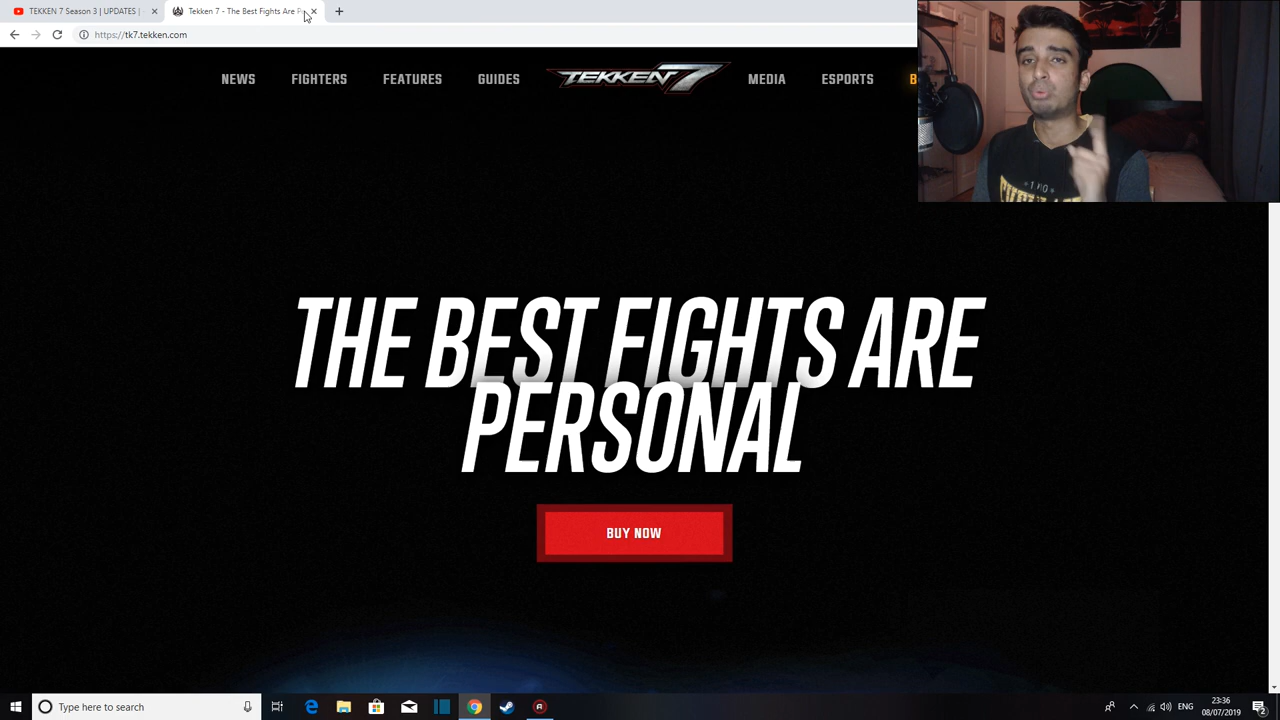 TEKKEN 7 Season 3 | UPDATES |
Tekken 7 - The Best Fights Are
https://tk7.tekken.com
NEWS
FIGHTERS
FEATURES
GUIDES
TEKKEN 7
MEDIA
ESPORTS
THE BEST FIGHTS ARE
PERSONAL
BUY NOW
Type here to search
ENG
23:36
08/07/2019
2